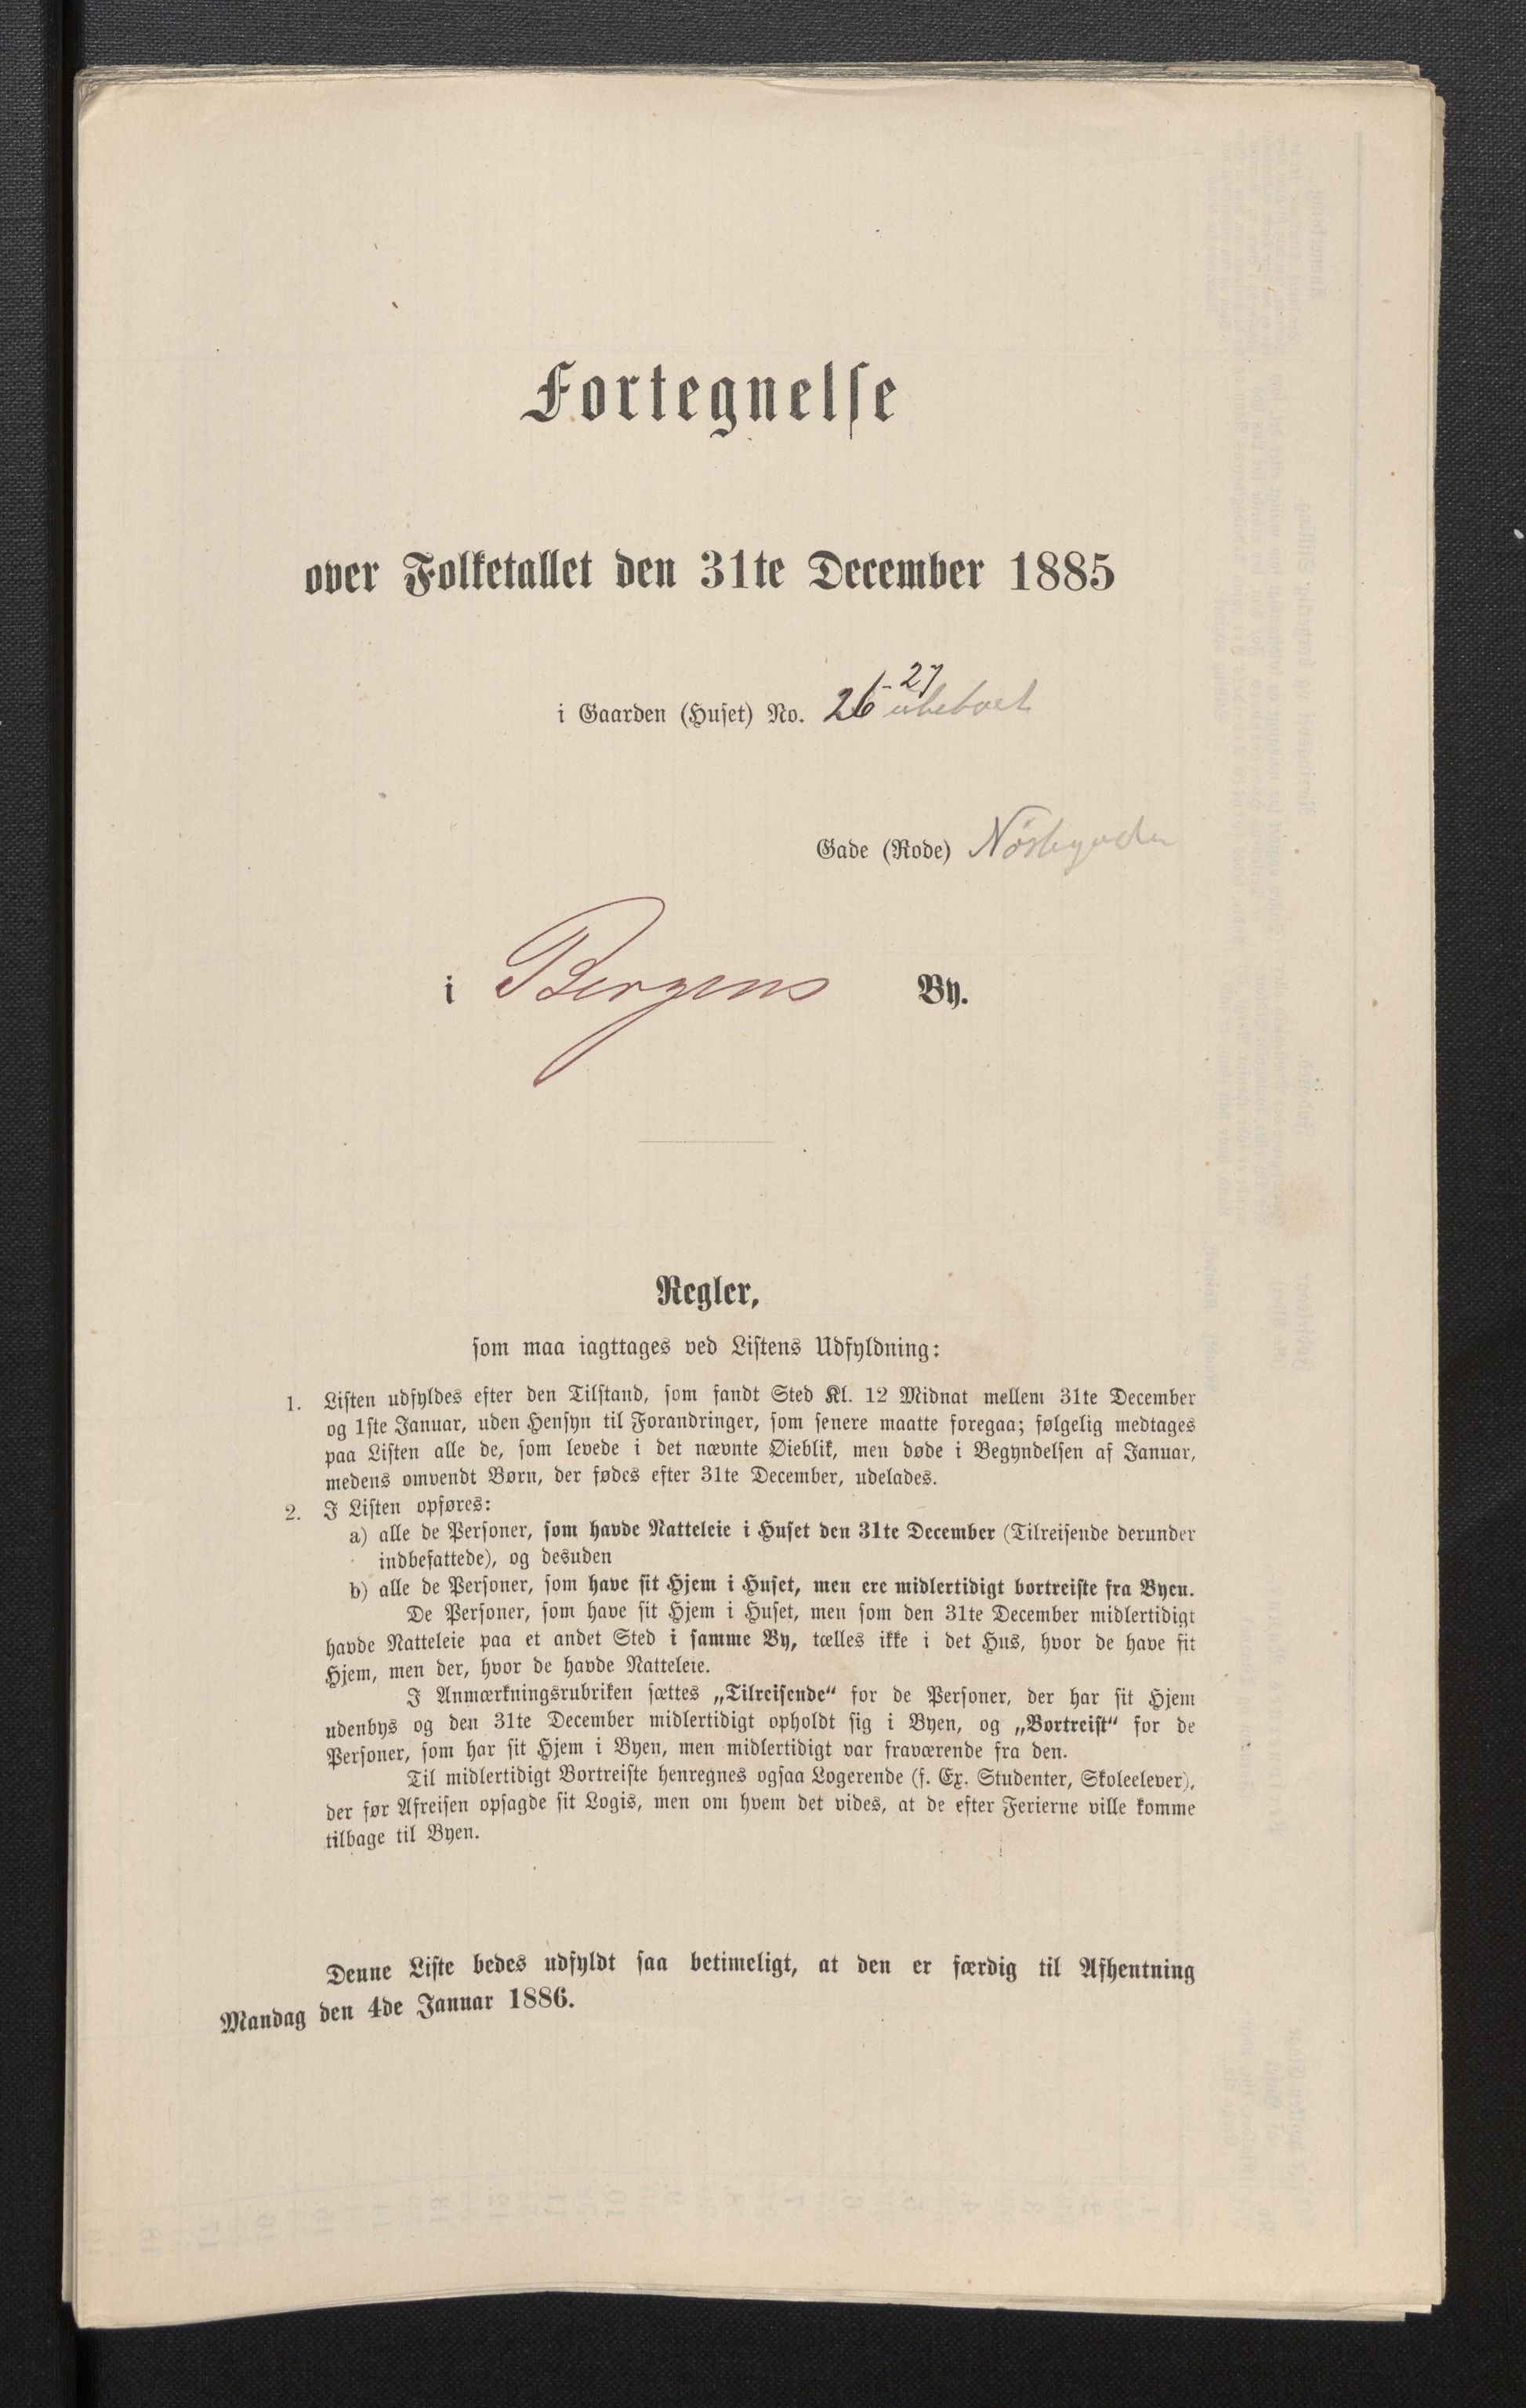 Fortegnelse
over Folketallet den 31te December 1885
i Gaarden (Huset) No. 26-27 ubeboet
Gade (Rode) Nöstegaden
i Bergens By.
Regler,
som maa iagttages ved Listens Udfyldning:
1. Listen udfyldes efter den Tilstand, som fandt Sted Kl. 12 Midnat mellem 31te December
og 1ste Januar, uden Hensyn til Forandringer, som senere maatte foregaa; følgelig medtages
paa Listen alle de, som levede i det nævnte Øieblik, men døde i Begyndelsen af Januar,
medens omvendt Børn, der fødes efter 31te December, udelades.
2. I Listen opføres:
a) alle de Personer, som havde Natteleie i Huset den 31te December (Tilreisende derunder
indbefattede), og desuden
b) alle de Personer, som have sit Hjem i Huset, men ere midlertidigt bortreiste fra Byen.
De Personer, som have sit Hjem i Huset, men som den 31te December midlertidigt
havde Natteleie paa et andet Sted i samme By, tælles ikke i det Hus, hvor de have sit
Hjem, men der, hvor de havde Natteleie.
I Anmærkningsrubriken sættes „Tilreisende“ for de Personer, der har sit Hjem
udenbys og den 31te December midlertidigt opholdt sig i Byen, og „Bortreist“ for de
Personer, som har sit Hjem i Byen, men midlertidigt var fraværende fra den.
Til midlertidigt Bortreiste henregnes ogsaa Logerende (f. Ex. Studenter, Skoleelever),
der før Afreisen opsagde sit Logis, men om hvem det vides, at de efter Ferierne ville komme
tilbage til Byen.
Denne Liste bedes udfyldt saa betimeligt, at den er færdig til Afhentning
Mandag den 4de Januar 1886.